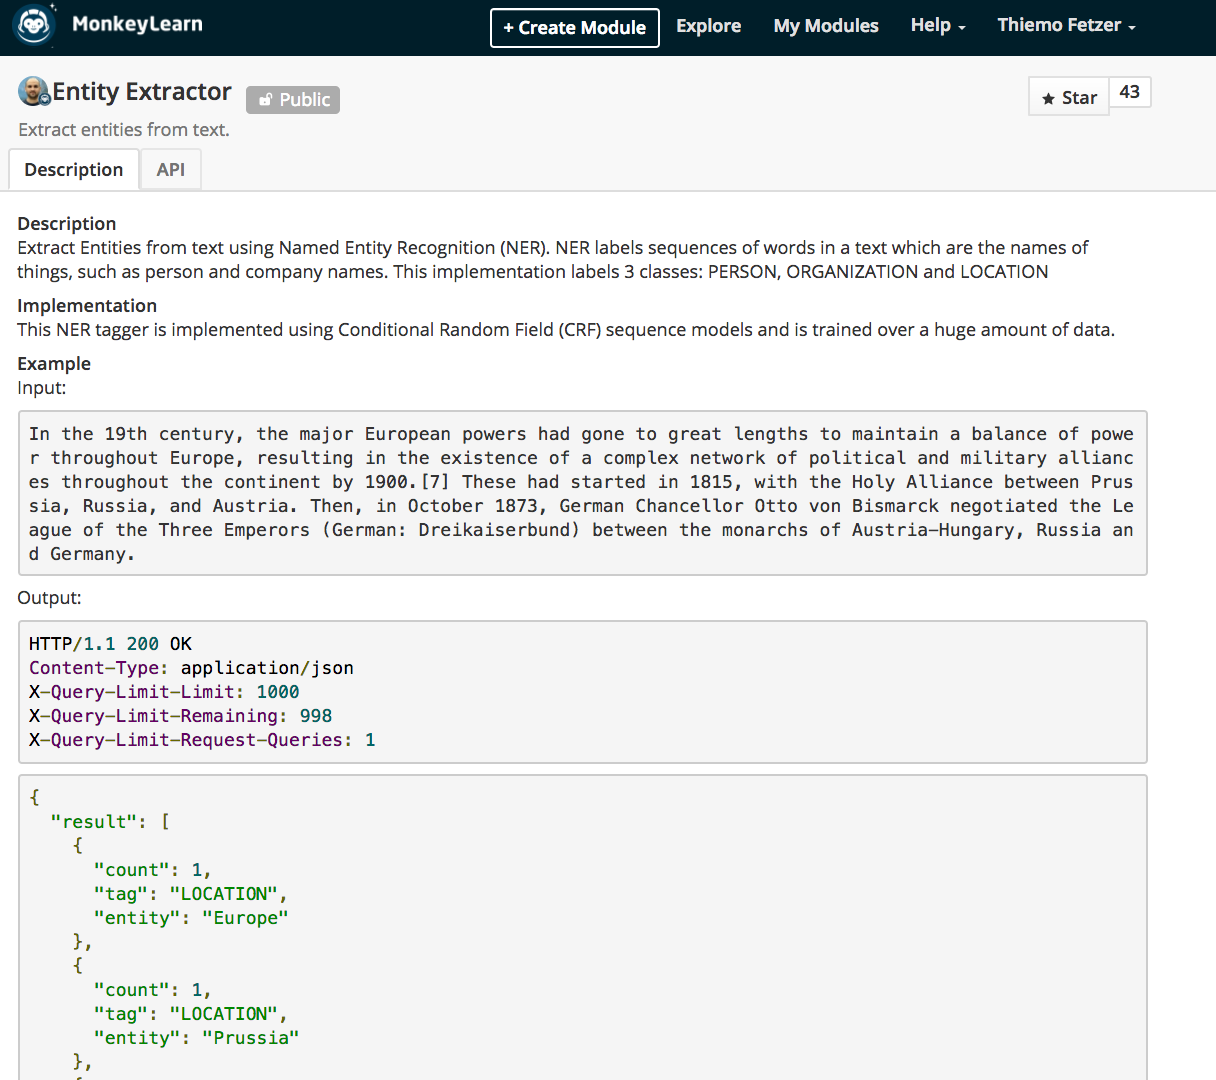 MonkeyLearn
+ Create Module Explore My Modules Help Thiemo Fetzer
Entity Extractor Public
★ Star 43
Extract entities from text.
Description API
Description
Extract Entities from text using Named Entity Recognition (NER). NER labels sequences of words in a text which are the names of
things, such as person and company names. This implementation labels 3 classes: PERSON, ORGANIZATION and LOCATION
Implementation
This NER tagger is implemented using Conditional Random Field (CRF) sequence models and is trained over a huge amount of data.
Example
Input:
In the 19th century, the major European powers had gone to great lengths to maintain a balance of powe
r throughout Europe, resulting in the existence of a complex network of political and military allianc
es throughout the continent by 1900.[7] These had started in 1815, with the Holy Alliance between Prus
sia, Russia, and Austria. Then, in October 1873, German Chancellor Otto von Bismarck negotiated the Le
ague of the Three Emperors (German: Dreikaiserbund) between the monarchs of Austria–Hungary, Russia an
d Germany.
Output:
HTTP/1.1 200 OK
Content-Type: application/json
X-Query-Limit-Limit: 1000
X-Query-Limit-Remaining: 998
X-Query-Limit-Request-Queries: 1
{
"result": [
{
"count": 1,
"tag": "LOCATION",
"entity": "Europe"
},
{
"count": 1,
"tag": "LOCATION",
"entity": "Prussia"
},